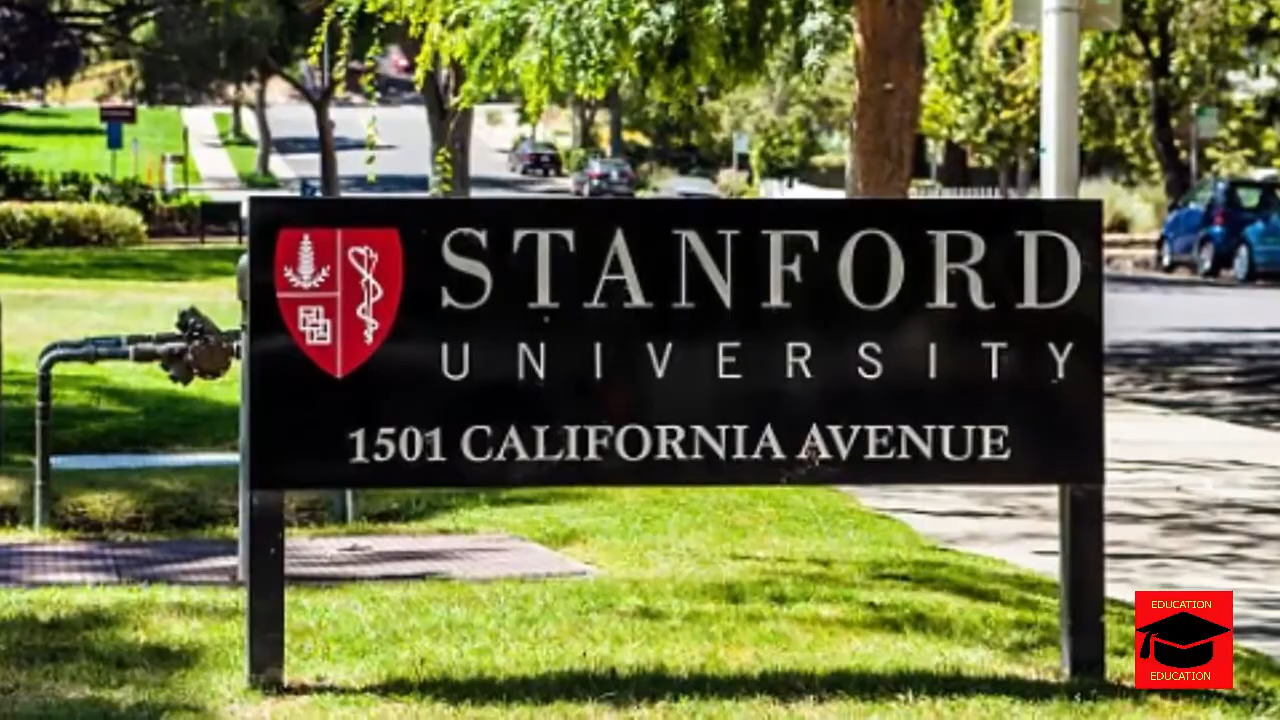 STANFORD
UNIVERSITY
1501 CALIFORNIA AVENUE
EDUCATION
EDUCATION